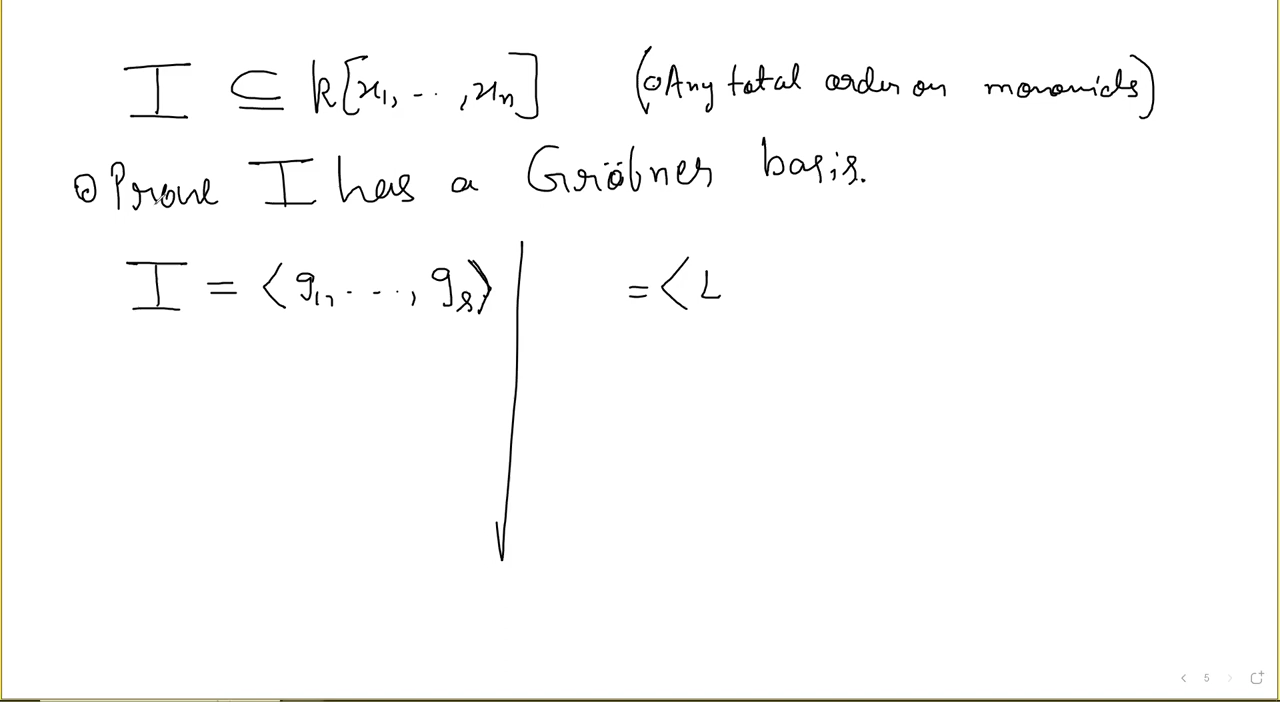 I ⊆ k[x₁, ..., xₙ] (Any total order on monomials)
Prove I has a Gröbner basis.
I = ⟨g₁, ..., gₛ⟩ = ⟨L
5